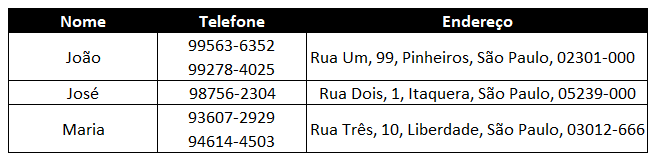 Nome Telefone Endereço
João 99563-6352 Rua Um, 99, Pinheiros, São Paulo, 02301-000
99278-4025
José 98756-2304 Rua Dois, 1, Itaquera, São Paulo, 05239-000
Maria 93607-2929 Rua Três, 10, Liberdade, São Paulo, 03012-666
94614-4503